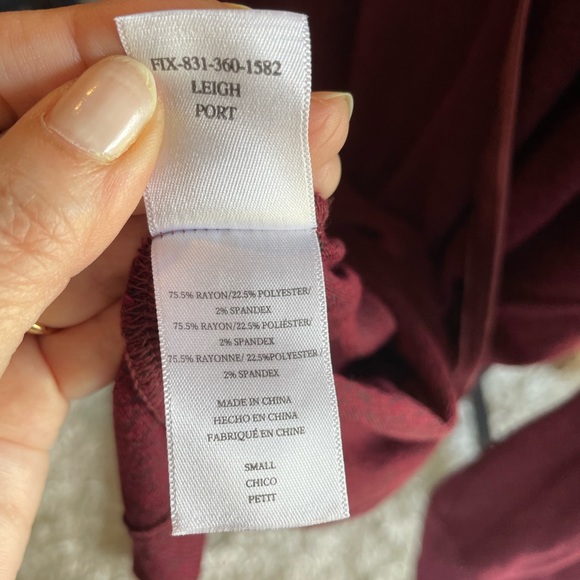 FIX-831-360-1582
LEIGH
PORT
75.5% RAYON/22.5% POLYESTER/
2% SPANDEX
75.5% RAYON/22.5% POLIÉSTER/
2% SPANDEX
75.5% RAYONNE/ 22.5%POLYESTER/
2% SPANDEX
MADE IN CHINA
HECHO EN CHINA
FABRIQUÉ EN CHINE
SMALL
CHICO
PETIT